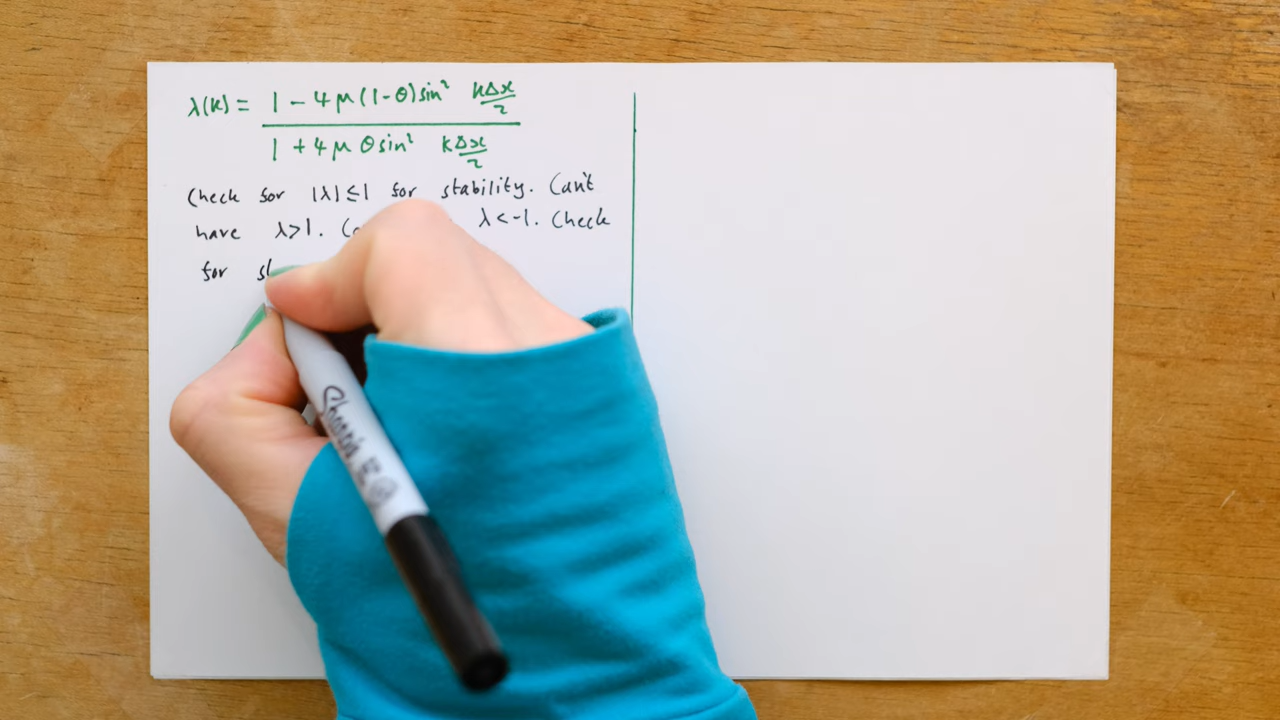 λ(k) = 1 - 4μ(1-θ)sin² kΔx/2
1 + 4μθsin² kΔx/2
Check for |λ| ≤ 1 for stability. Can't
have λ>1. λ<-1. Check
for
Sharpie